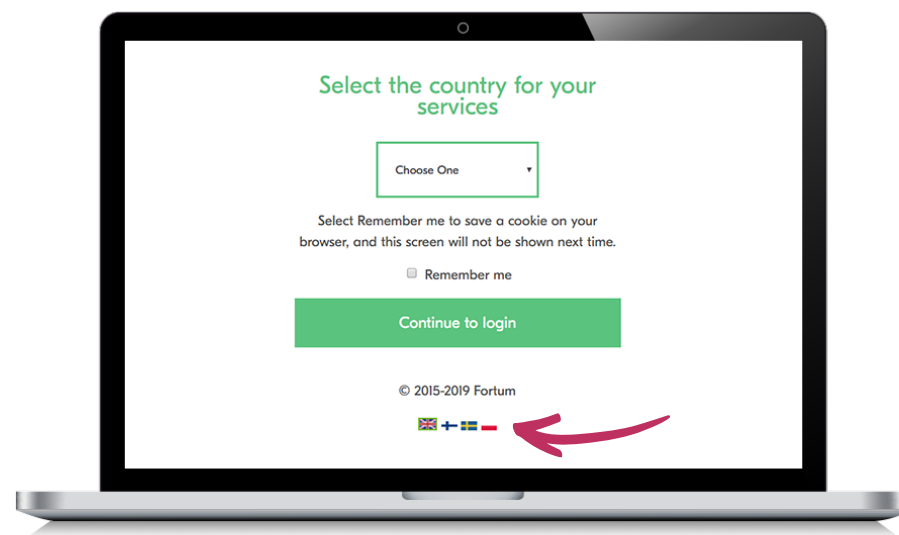 Select the country for your
services
Choose One
Select Remember me to save a cookie on your
browser, and this screen will not be shown next time.
Remember me
Continue to login
© 2015-2019 Fortum